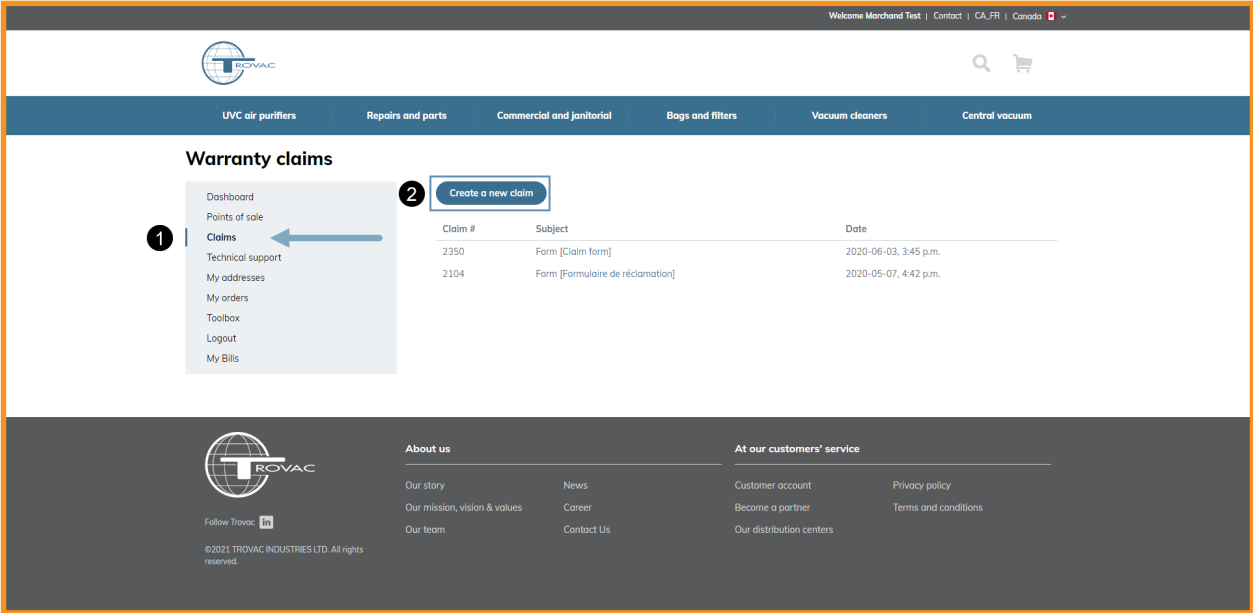 Welcome Marchand Test | Contact | CA_FR | Canada
TROVAC
UVC air purifiers Repairs and parts Commercial and janitorial Bags and filters Vacuum cleaners Central vacuum
Warranty claims
Dashboard
Points of sale
1 Claims
Technical support
My addresses
My orders
Toolbox
Logout
My Bills
2 Create a new claim
Claim # Subject Date
2350 Form [Claim form] 2020-06-03, 3:45 p.m.
2104 Form [Formulaire de réclamation] 2020-05-07, 4:42 p.m.
TROVAC
Follow Trovac in
©2021 TROVAC INDUSTRIES LTD. All rights
reserved.
About us
Our story News
Our mission, vision & values Career
Our team Contact Us
At our customers' service
Customer account Privacy policy
Become a partner Terms and conditions
Our distribution centers